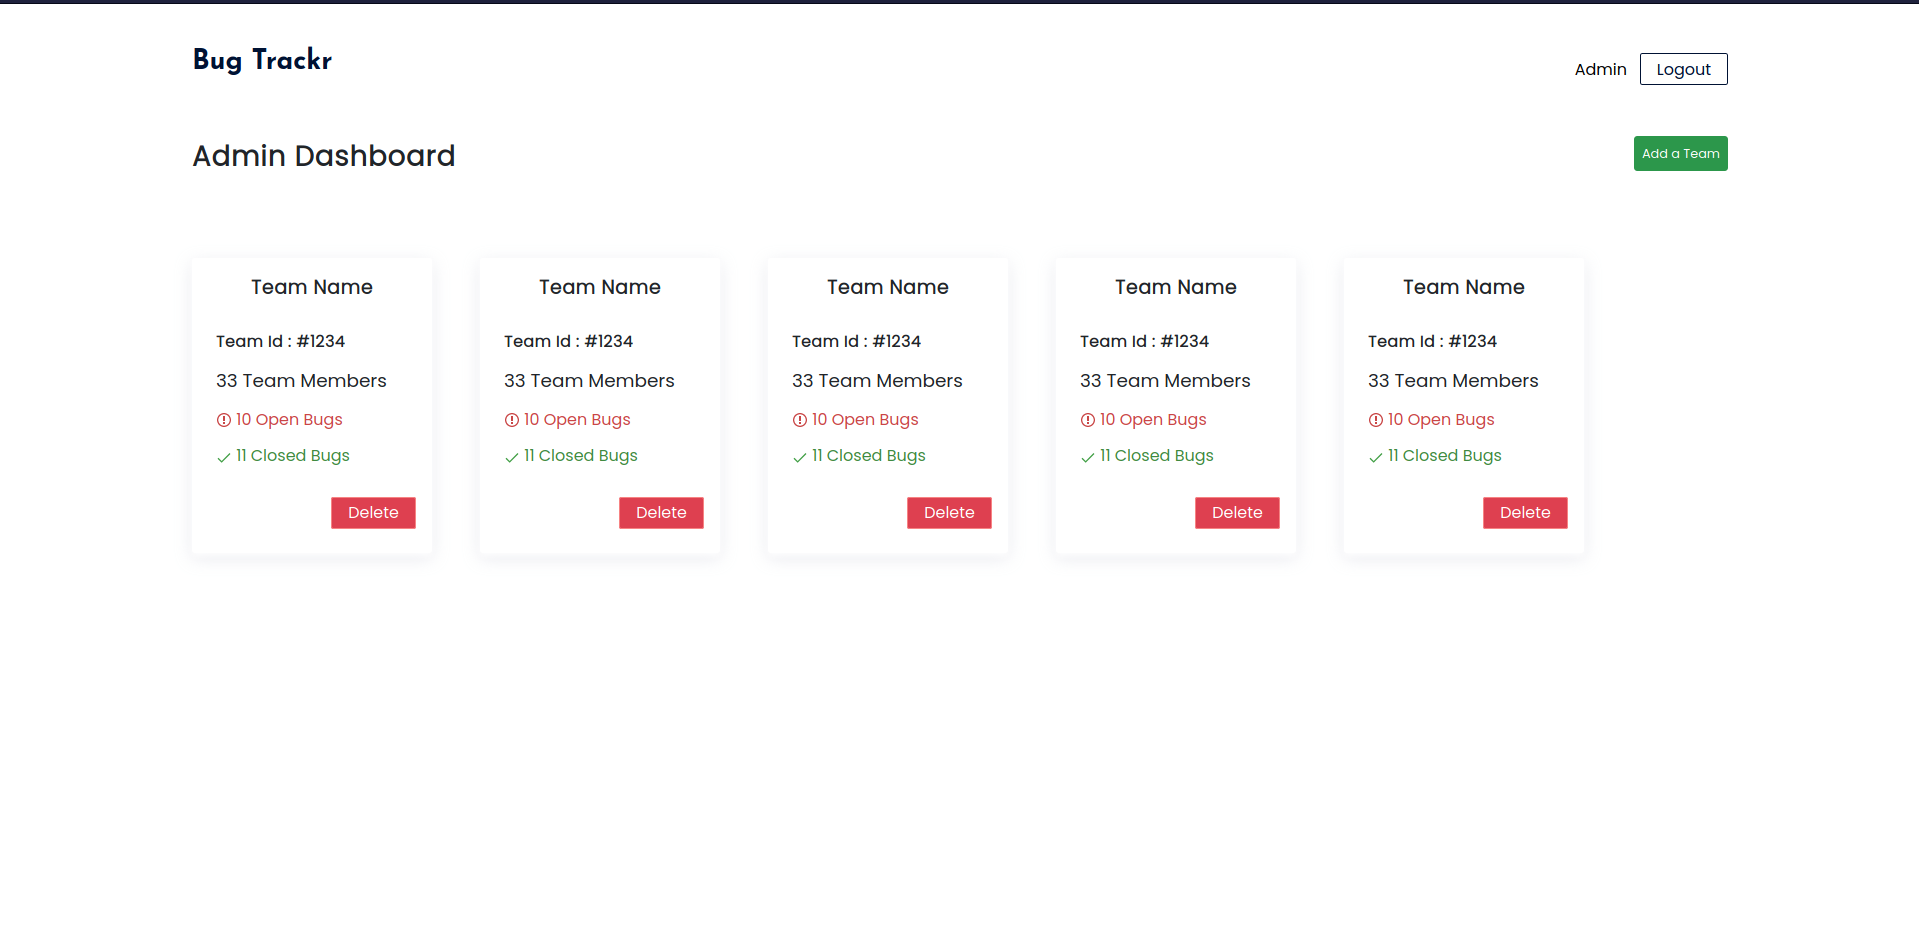 Bug Trackr
Admin Logout
Admin Dashboard
Add a Team
Team Name
Team Id : #1234
33 Team Members
10 Open Bugs
11 Closed Bugs
Delete
Team Name
Team Id : #1234
33 Team Members
10 Open Bugs
11 Closed Bugs
Delete
Team Name
Team Id : #1234
33 Team Members
10 Open Bugs
11 Closed Bugs
Delete
Team Name
Team Id : #1234
33 Team Members
10 Open Bugs
11 Closed Bugs
Delete
Team Name
Team Id : #1234
33 Team Members
10 Open Bugs
11 Closed Bugs
Delete